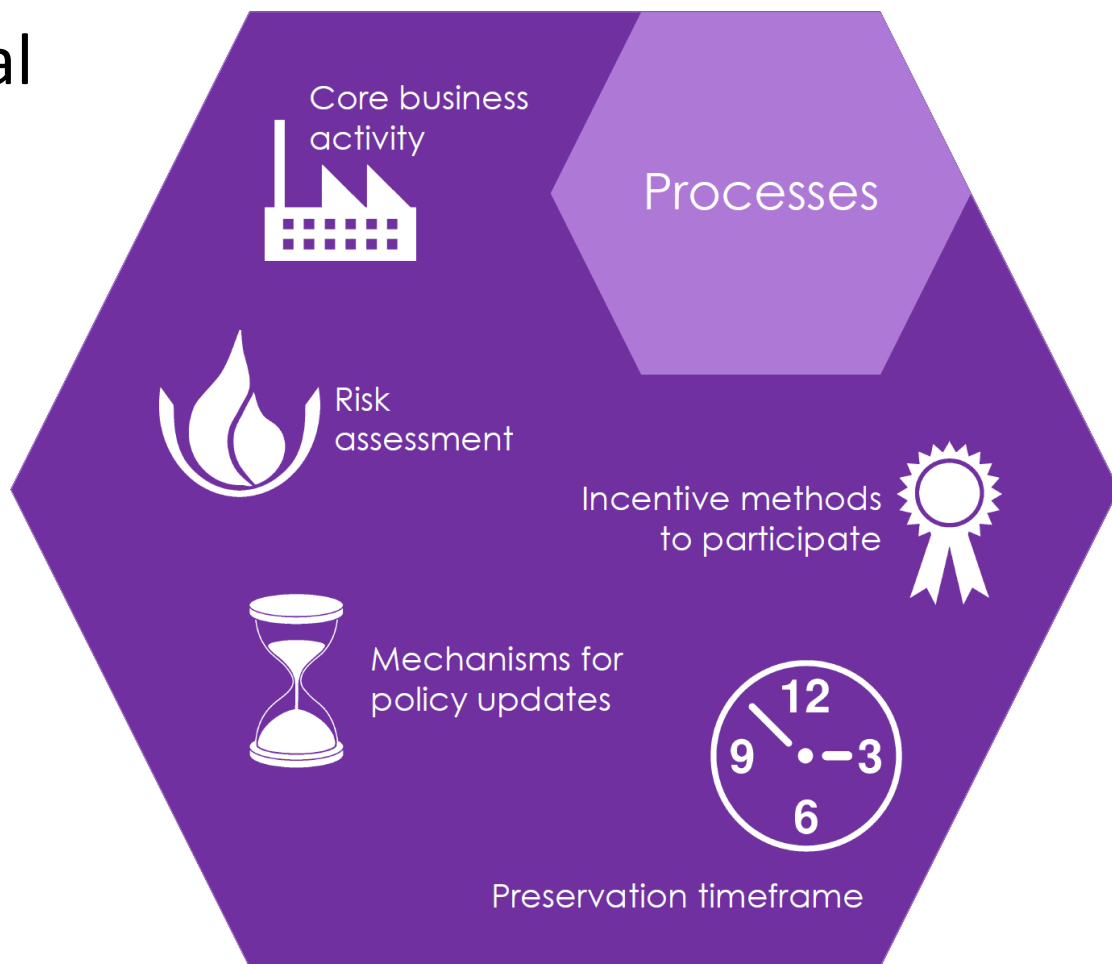 al
Core business
activity
Processes
Risk
assessment
Incentive methods
to participate
Mechanisms for
policy updates
12
9
3
6
Preservation timeframe